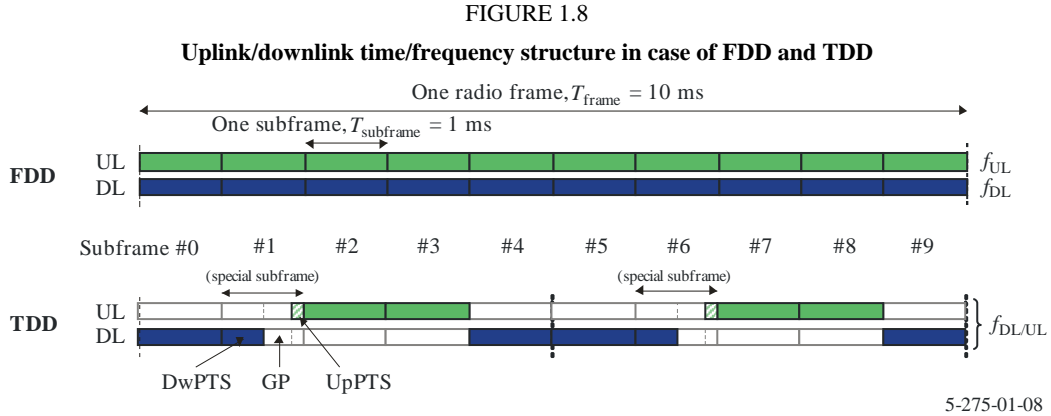 FIGURE 1.8
Uplink/downlink time/frequency structure in case of FDD and TDD
One radio frame, T_frame = 10 ms
One subframe, T_subframe = 1 ms
FDD
UL
f_UL
DL
f_DL
Subframe #0 #1 #2 #3 #4 #5 #6 #7 #8 #9
(special subframe) (special subframe)
TDD
UL
DL
f_DL/UL
DwPTS GP UpPTS
5-275-01-08